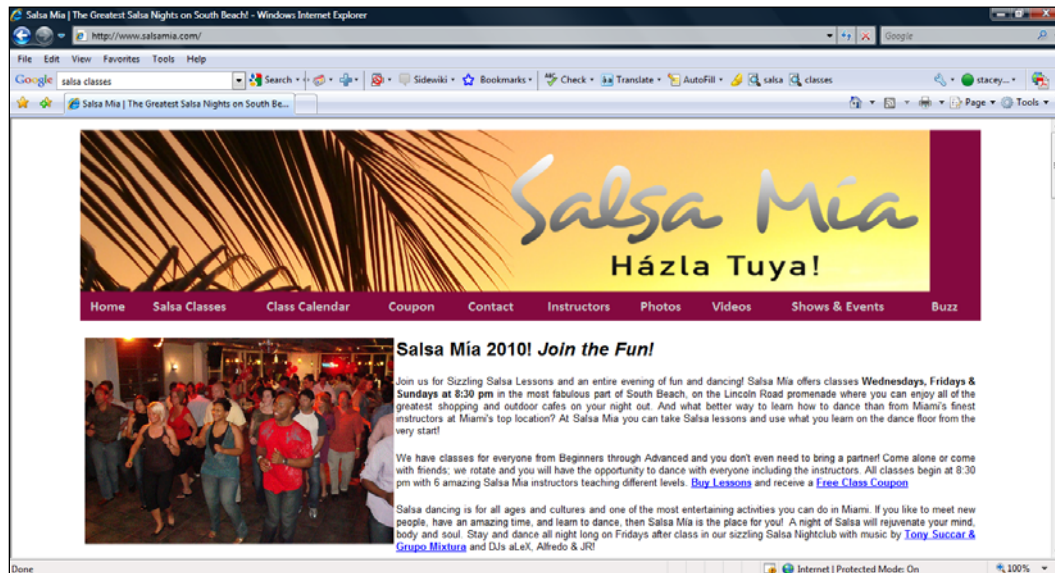 Salsa Mia | The Greatest Salsa Nights on South Beach! - Windows Internet Explorer
http://www.salsamia.com/
Google
File Edit View Favorites Tools Help
Google salsa classes Search Sidewiki Bookmarks Check Translate AutoFill salsa classes stacey...
Salsa Mia | The Greatest Salsa Nights on South Be... Page Tools
Salsa Mía
Házla Tuya!
Home Salsa Classes Class Calendar Coupon Contact Instructors Photos Videos Shows & Events Buzz
Salsa Mía 2010! Join the Fun!
Join us for Sizzling Salsa Lessons and an entire evening of fun and dancing! Salsa Mía offers classes Wednesdays, Fridays &
Sundays at 8:30 pm in the most fabulous part of South Beach, on the Lincoln Road promenade where you can enjoy all of the
greatest shopping and outdoor cafes on your night out. And what better way to learn how to dance than from Miami's finest
instructors at Miami's top location? At Salsa Mia you can take Salsa lessons and use what you learn on the dance floor from the
very start!
We have classes for everyone from Beginners through Advanced and you don't even need to bring a partner! Come alone or come
with friends; we rotate and you will have the opportunity to dance with everyone including the instructors. All classes begin at 8:30
pm with 6 amazing Salsa Mia instructors teaching different levels. Buy Lessons and receive a Free Class Coupon
Salsa dancing is for all ages and cultures and one of the most entertaining activities you can do in Miami. If you like to meet new
people, have an amazing time, and learn to dance, then Salsa Mía is the place for you! A night of Salsa will rejuvenate your mind,
body and soul. Stay and dance all night long on Fridays after class in our sizzling Salsa Nightclub with music by Tony Succar &
Grupo Mixtura and DJs aLeX, Alfredo & JR!
Done Internet | Protected Mode: On 100%